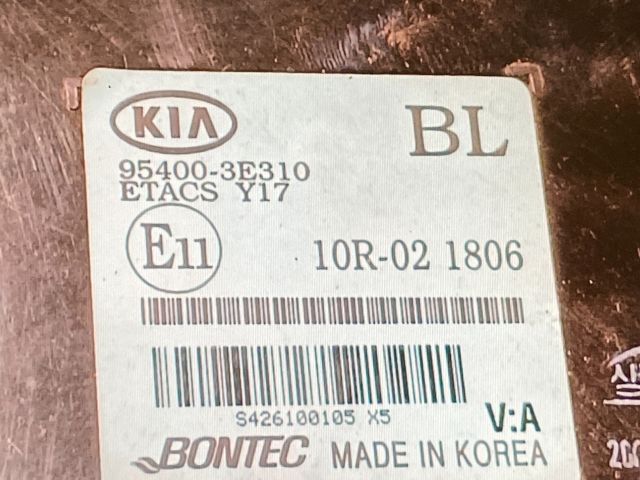 KIA BL
95400-3E310
ETACS Y17
E11 10R-02 1806
S426100105 X5
V:A
BONTEC MADE IN KOREA